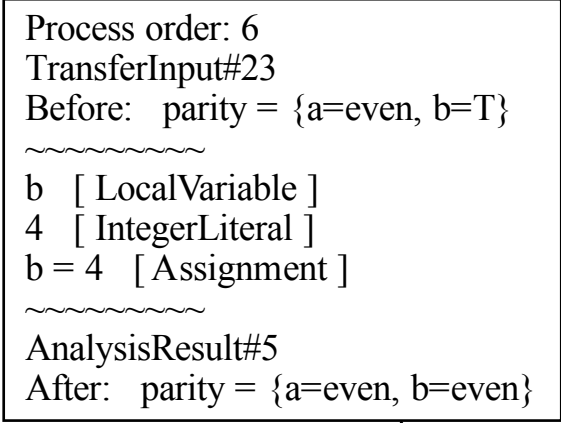 Process order: 6
TransferInput#23
Before:   parity = {a=even, b=T}
~~~~~~~~~
b   [ LocalVariable ]
4   [ IntegerLiteral ]
b = 4   [ Assignment ]
~~~~~~~~~
AnalysisResult#5
After:   parity = {a=even, b=even}